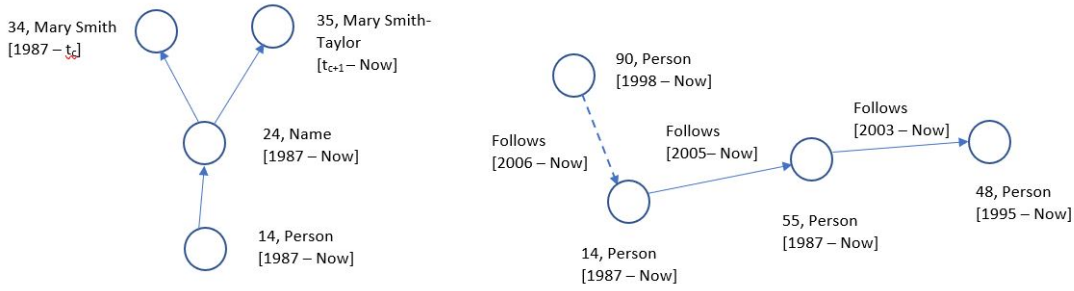 34, Mary Smith
[1987 – tc]
35, Mary Smith-
Taylor
[tc+1 – Now]
24, Name
[1987 – Now]
14, Person
[1987 – Now]
90, Person
[1998 – Now]
Follows
[2006 – Now]
Follows
[2005– Now]
Follows
[2003 – Now]
14, Person
[1987 – Now]
55, Person
[1987 – Now]
48, Person
[1995 – Now]